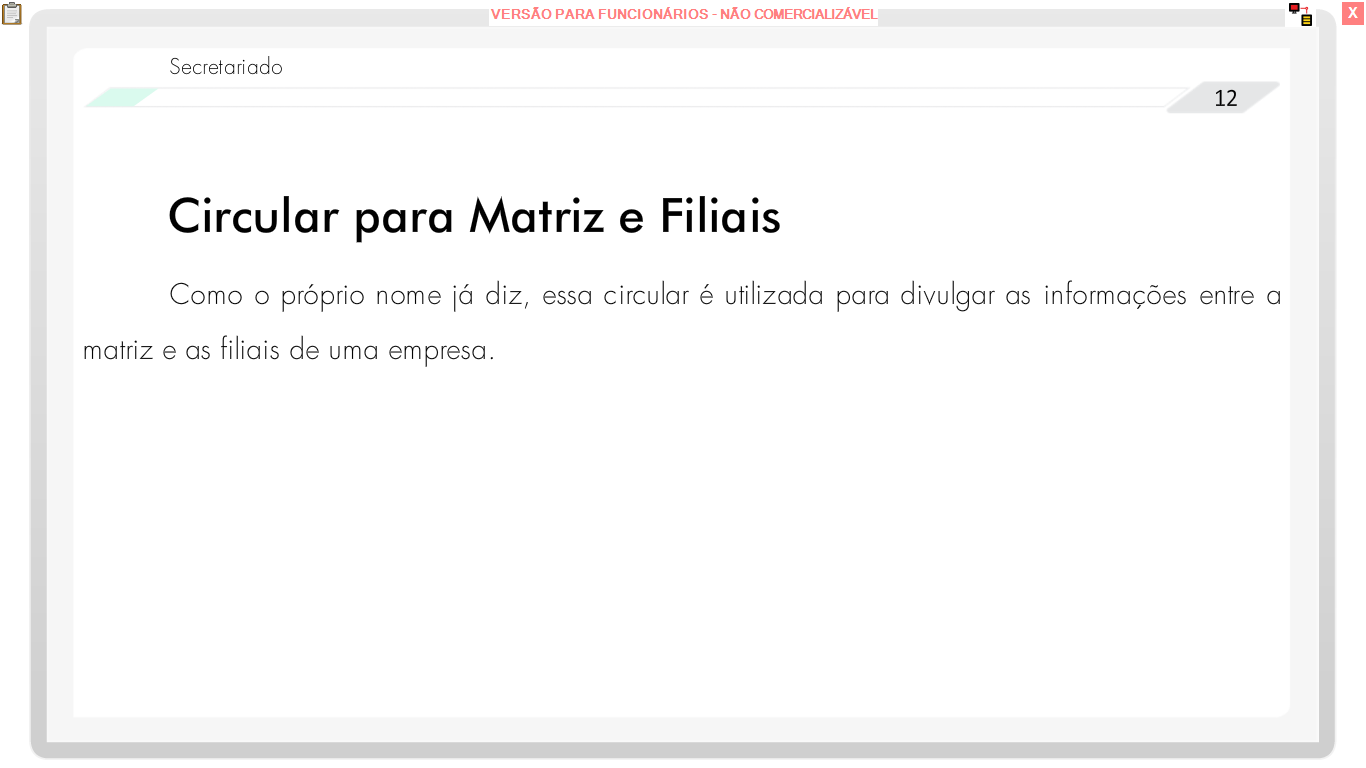 VERSÃO PARA FUNCIONÁRIOS - NÃO COMERCIALIZÁVEL
X
Secretariado
12
Circular para Matriz e Filiais
Como o próprio nome já diz, essa circular é utilizada para divulgar as informações entre a
matriz e as filiais de uma empresa.